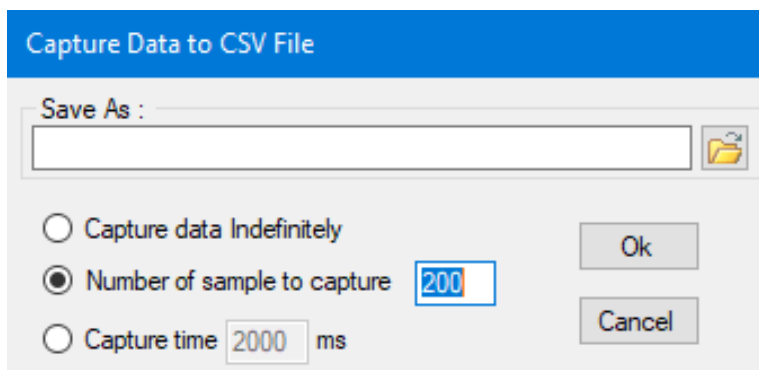 Capture Data to CSV File
Save As :
Capture data Indefinitely
Ok
Number of sample to capture 200
Cancel
Capture time 2000 ms